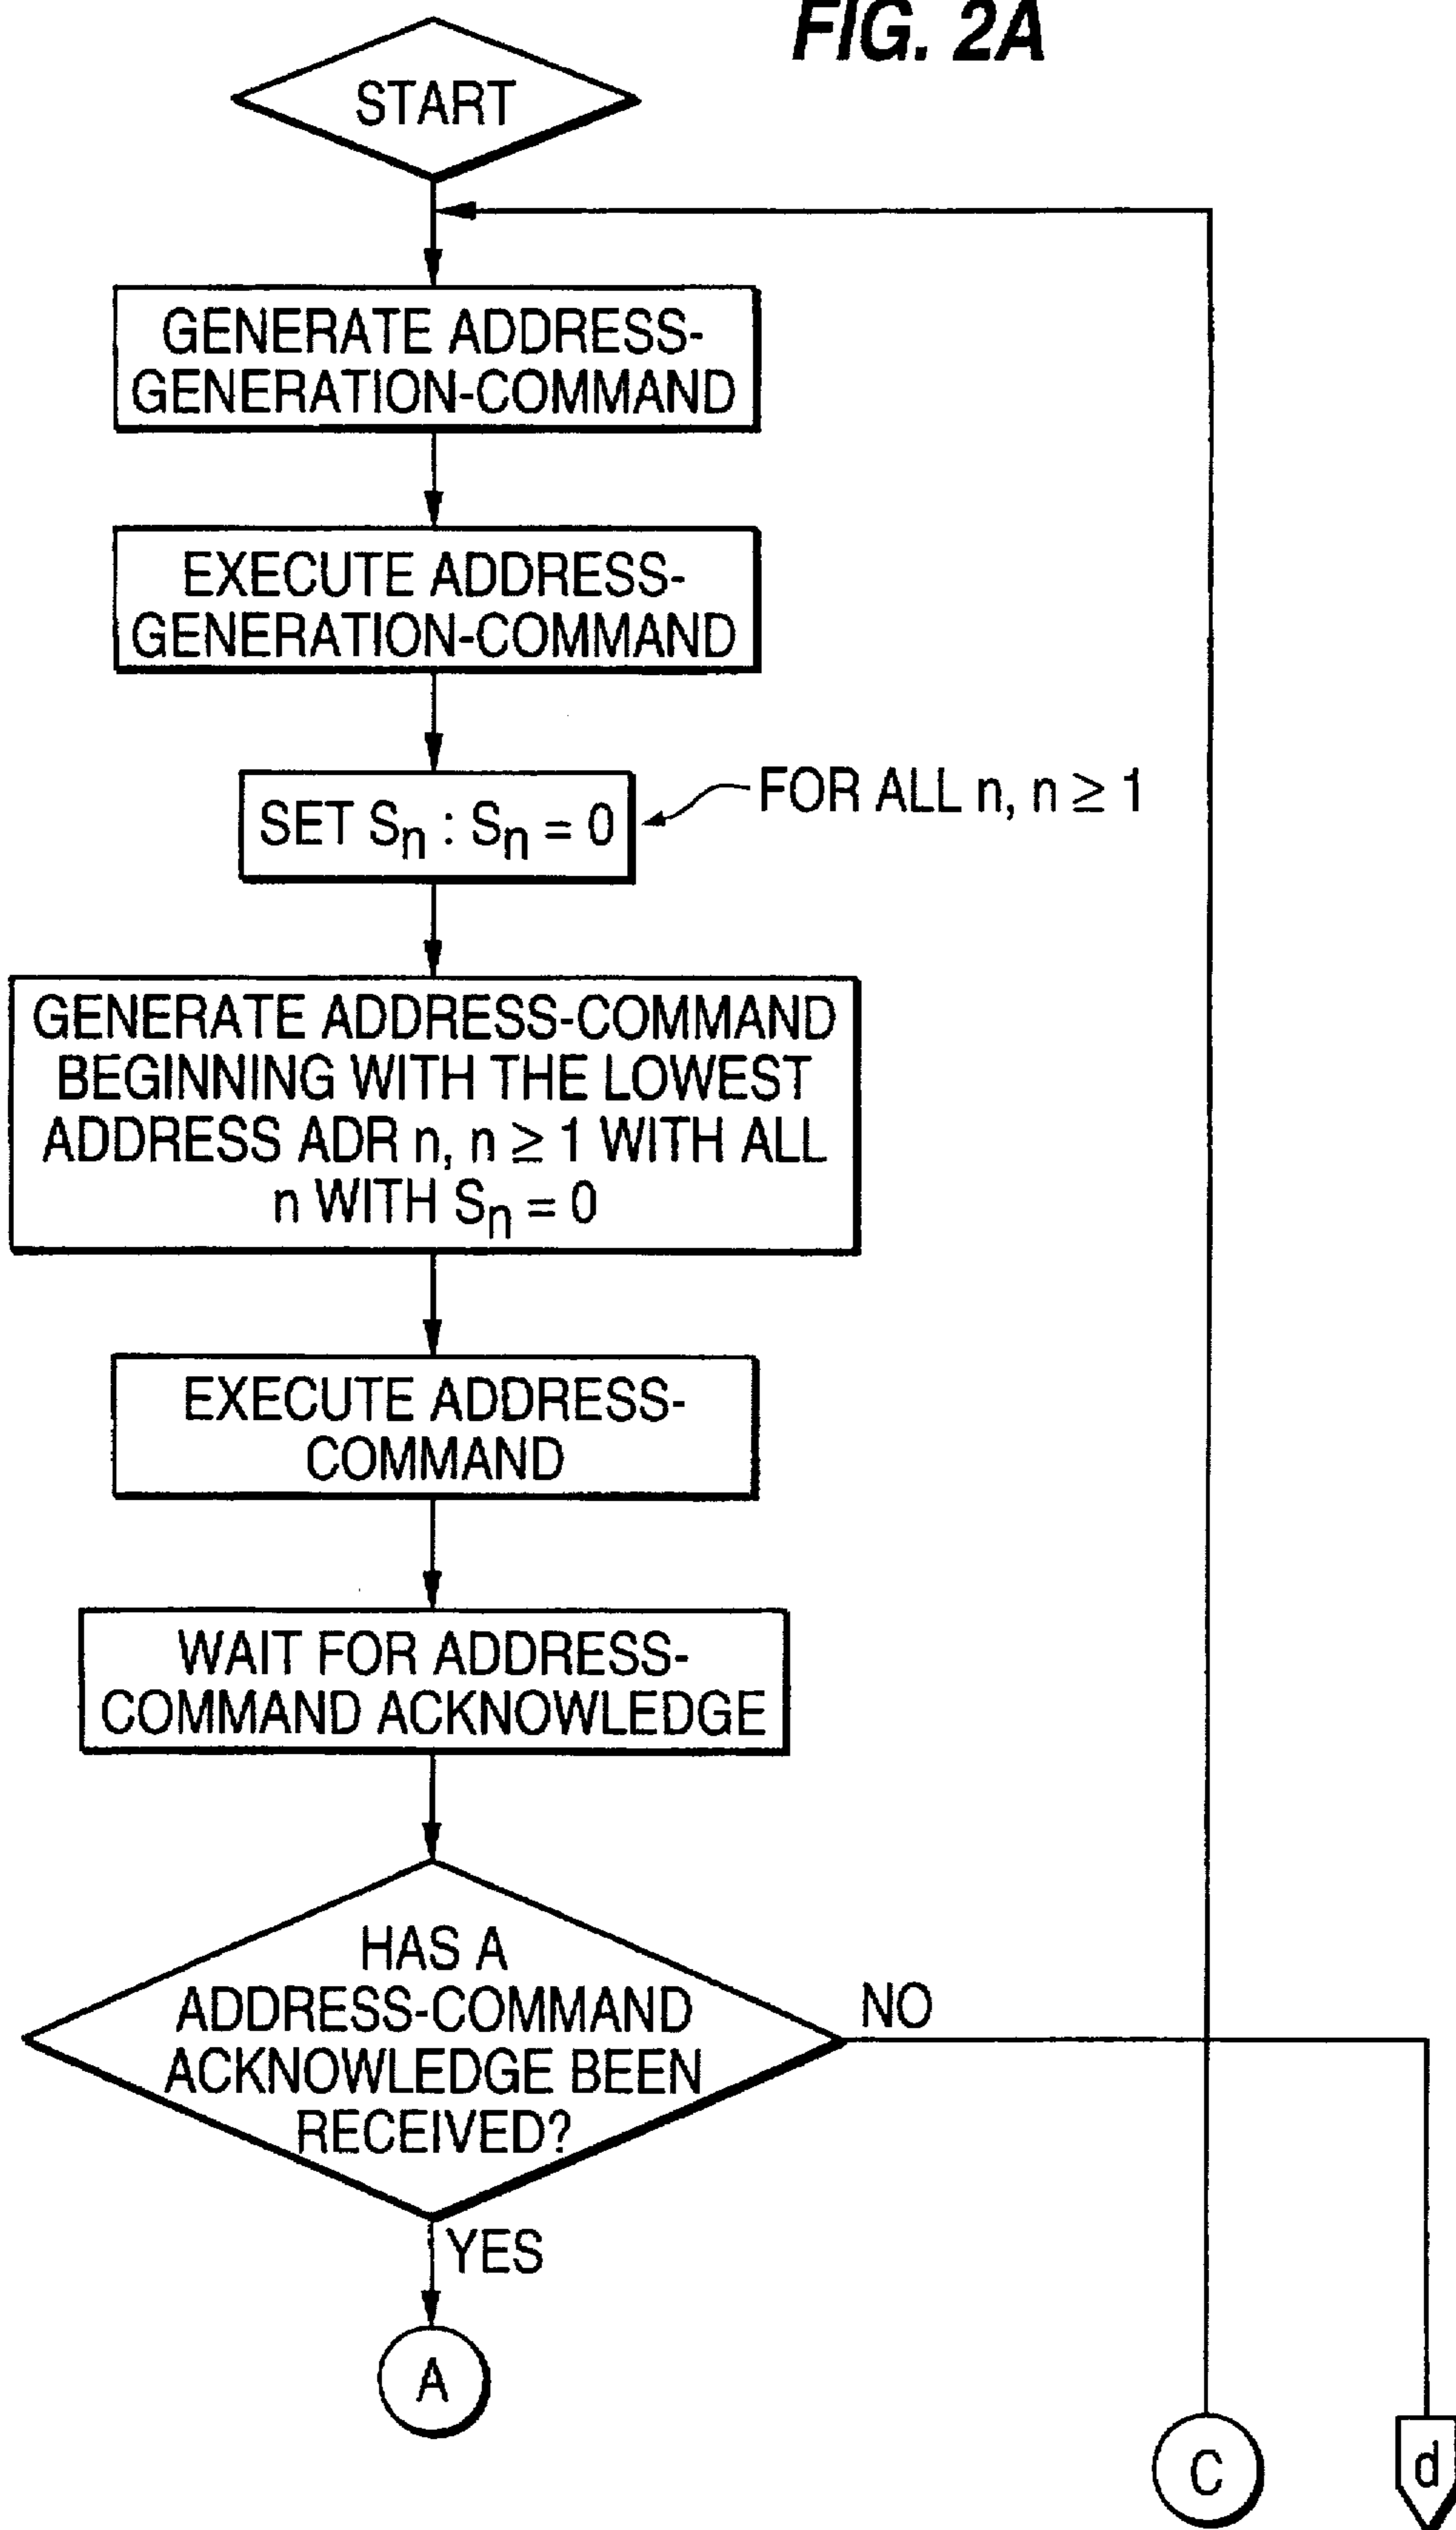 FIG. 2A
START
GENERATE ADDRESS-
GENERATION-COMMAND
EXECUTE ADDRESS-
GENERATION-COMMAND
SET Sn : Sn = 0
FOR ALL n, n ≥ 1
GENERATE ADDRESS-COMMAND
BEGINNING WITH THE LOWEST
ADDRESS ADR n, n ≥ 1 WITH ALL
n WITH Sn = 0
EXECUTE ADDRESS-
COMMAND
WAIT FOR ADDRESS-
COMMAND ACKNOWLEDGE
HAS A
ADDRESS-COMMAND
ACKNOWLEDGE BEEN
RECEIVED?
NO
YES
A
C
d